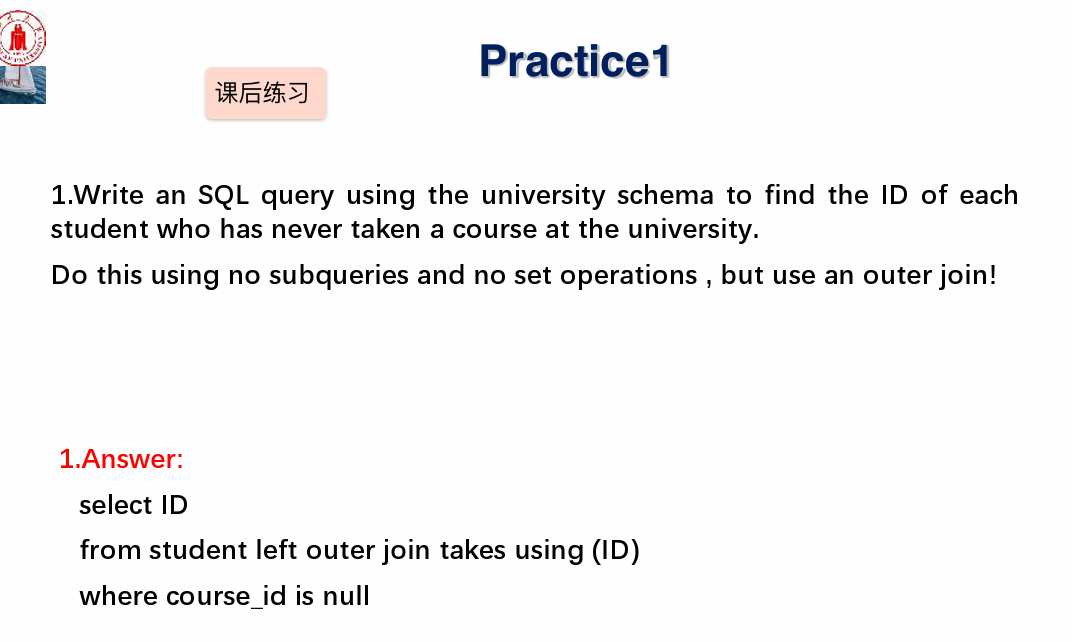 Practice1
课后练习
1.Write an SQL query using the university schema to find the ID of each
student who has never taken a course at the university.
Do this using no subqueries and no set operations , but use an outer join!
1.Answer:
select ID
from student left outer join takes using (ID)
where course_id is null